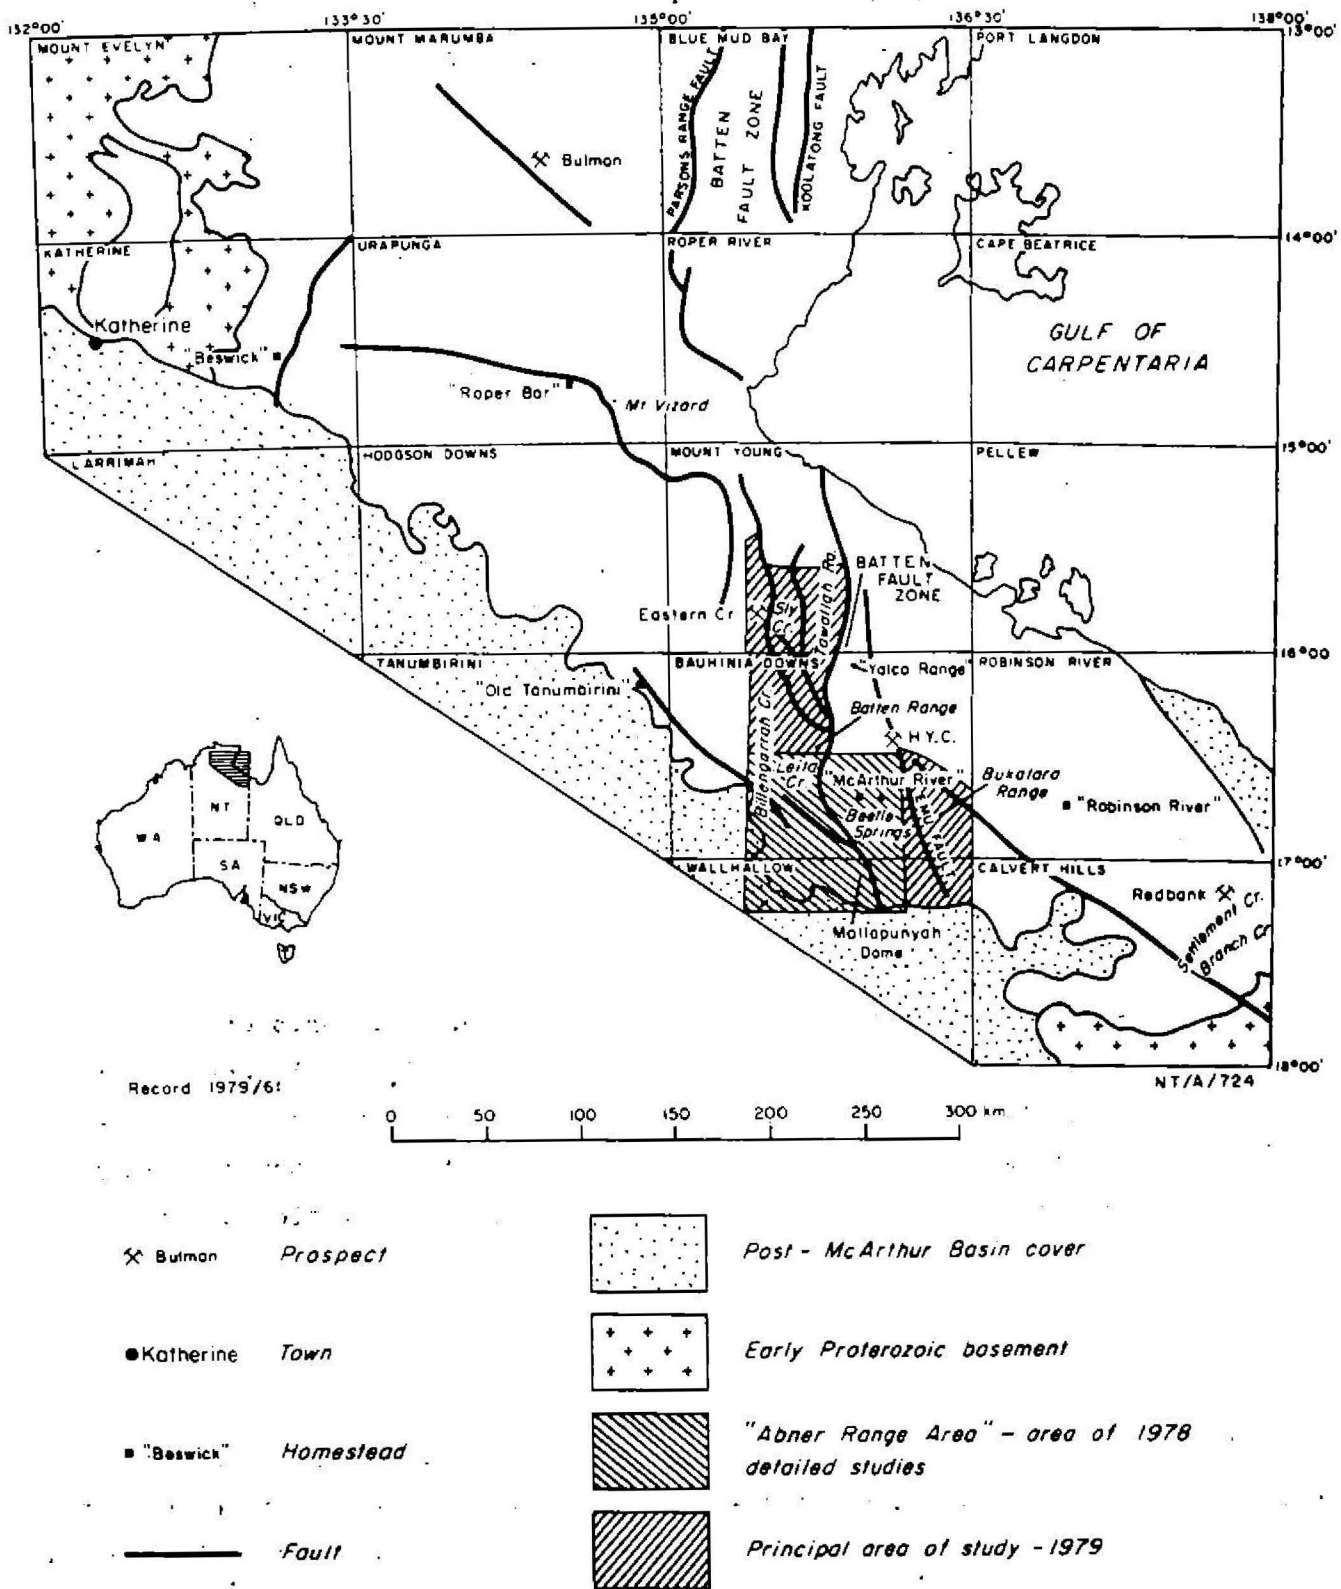 132°00'
133°30'
135°00'
136°30'
138°00'
13°00'
MOUNT EVELYN
MOUNT MARUMBA
BLUE MUD BAY
PORT LANGDON
PARSONS RANGE FAULT
BATTEN
FAULT ZONE
KOOLATONG FAULT
Bulman
14°00'
KATHERINE
URAPUNGA
ROPER RIVER
CAPE BEATRICE
Katherine
"Beswick"
GULF OF
CARPENTARIA
"Roper Bar"
Mt Vizard
15°00'
LARRIMAH
HODGSON DOWNS
MOUNT YOUNG
PELLEW
BATTEN
FAULT
ZONE
Tawallah Ra.
Eastern Cr
Sly
Cr.
16°00'
TANUMBIRINI
BAUHINIA DOWNS
ROBINSON RIVER
"Yalco Range"
"Old Tanumbirini"
Batten Range
Billengarrah Cr
H.Y.C.
Leila
Cr
"McArthur River"
Bukalara
Range
"Robinson River"
Beetle
Springs
EMU FAULT
17°00'
WALLHALLOW
CALVERT HILLS
Redbank
Mallapunyah
Dome
Settlement Cr.
Branch Cr
18°00'
WA
NT
QLD
SA
NSW
VIC
NT/A/724
Record 1979/61
0 50 100 150 200 250 300 km
Bulman Prospect
Post - McArthur Basin cover
Katherine Town
Early Proterozoic basement
"Beswick" Homestead
"Abner Range Area" - area of 1978
detailed studies
Fault
Principal area of study - 1979